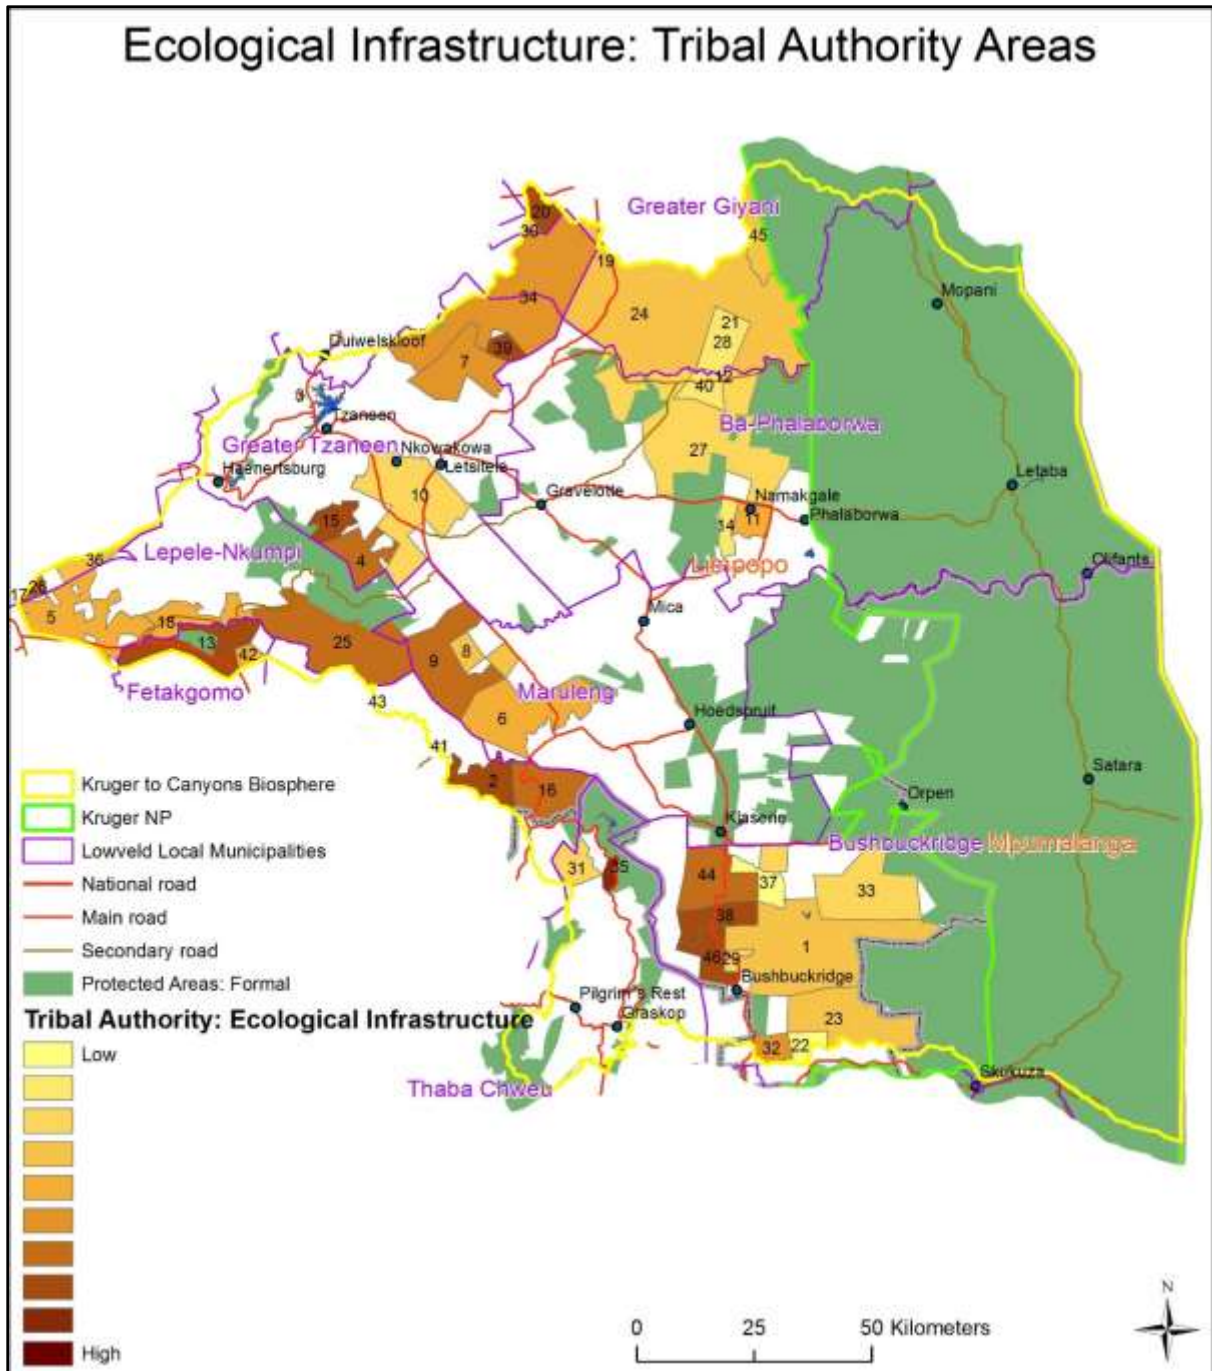 Ecological Infrastructure: Tribal Authority Areas
Greater Giyani
20
30
45
19
Mopani
34
24
21
28
Duiwelskloof
39
7
12
40
3
Tzaneen
Ba-Phalaborwa
Greater Tzaneen
Nkowakowa
27
Letsitele
Haenertsburg
Letaba
10
Gravelotte
Namakgale
14
11
Phalaborwa
15
Lepele-Nkumpi
4
Limpopo
36
Olifants
17
26
5
18
Mica
13
25
42
9
8
Fetakgomo
43
Maruleng
6
Hoedspruit
41
2
16
Satara
Orpen
Klaserie
Bushbuckridge
Mpumalanga
31
35
44
37
33
38
1
46
29
Bushbuckridge
Pilgrim's Rest
Graskop
23
32
22
Skukuza
Thaba Chweu
Kruger to Canyons Biosphere
Kruger NP
Lowveld Local Municipalities
National road
Main road
Secondary road
Protected Areas: Formal
Tribal Authority: Ecological Infrastructure
Low
High
0 25 50 Kilometers
N